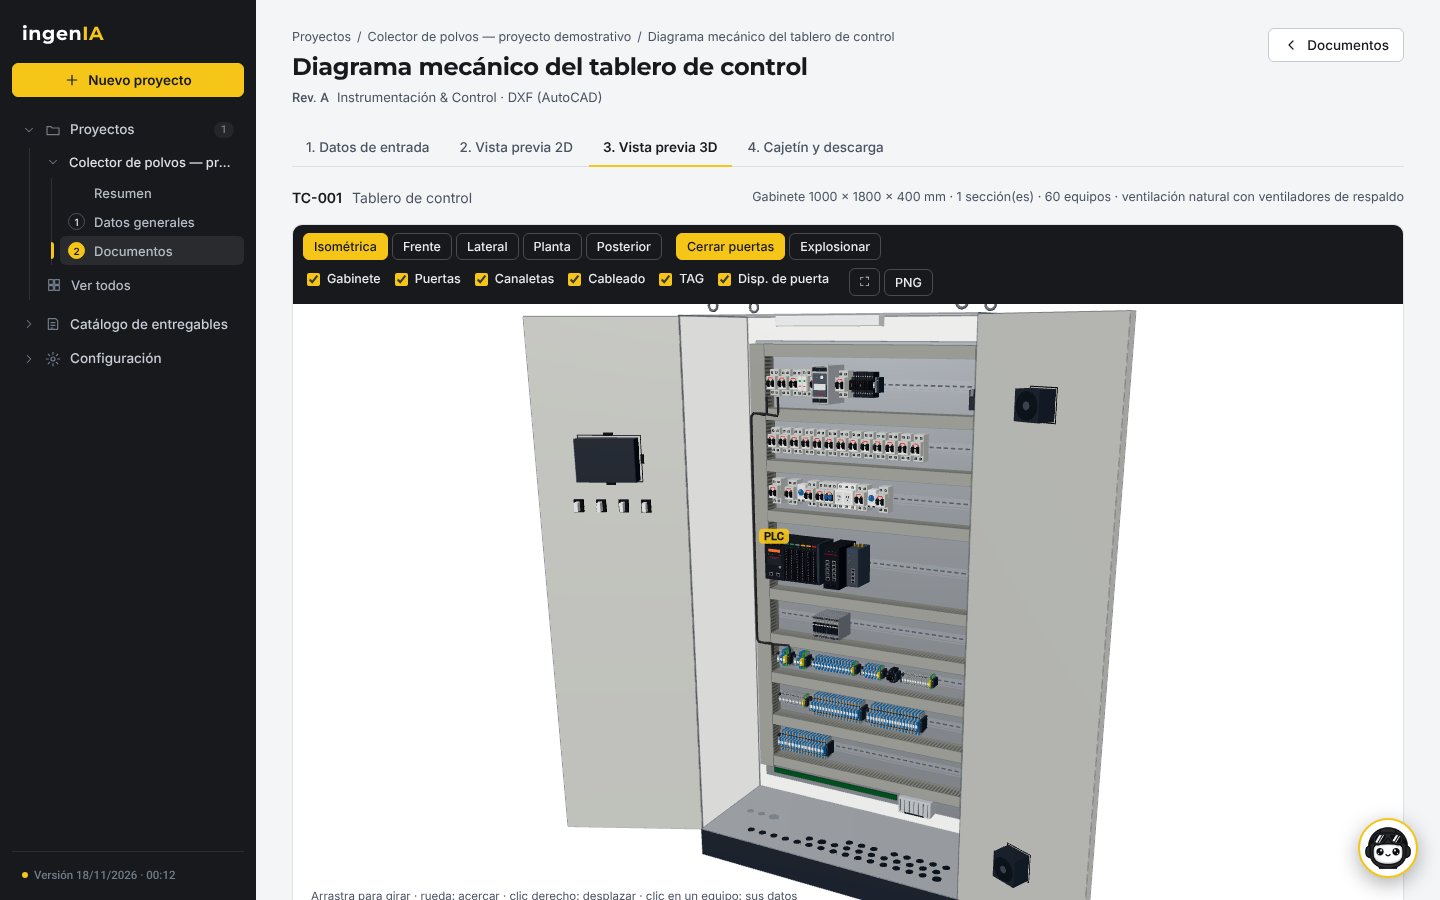 ingenIA
Nuevo proyecto
Proyectos 1
Colector de polvos — pr...
Resumen
1 Datos generales
2 Documentos
Ver todos
Catálogo de entregables
Configuración
Versión 18/11/2026 · 00:12
Proyectos / Colector de polvos — proyecto demostrativo / Diagrama mecánico del tablero de control
Documentos
Diagrama mecánico del tablero de control
Rev. A Instrumentación & Control · DXF (AutoCAD)
1. Datos de entrada 2. Vista previa 2D 3. Vista previa 3D 4. Cajetín y descarga
TC-001 Tablero de control
Gabinete 1000 × 1800 × 400 mm · 1 sección(es) · 60 equipos · ventilación natural con ventiladores de respaldo
Isométrica Frente Lateral Planta Posterior Cerrar puertas Explosionar
Gabinete Puertas Canaletas Cableado TAG Disp. de puerta PNG
PLC
Arrastra para girar · rueda: acercar · clic derecho: desplazar · clic en un equipo: sus datos